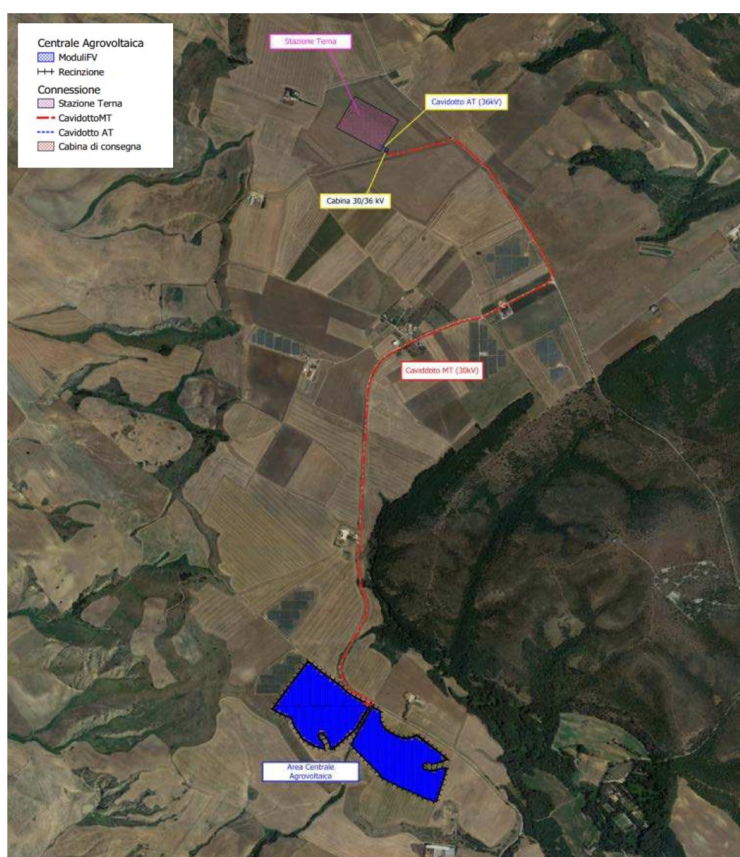 Centrale Agrovoltaica
ModuliFV
Recinzione
Connessione
Stazione Terna
CavidottoMT
Cavidotto AT
Cabina di consegna
Stazione Terna
Cavidotto AT (36kV)
Cabina 30/36 kV
Caviddoto MT (30kV)
Area Centrale
Agrovoltaica